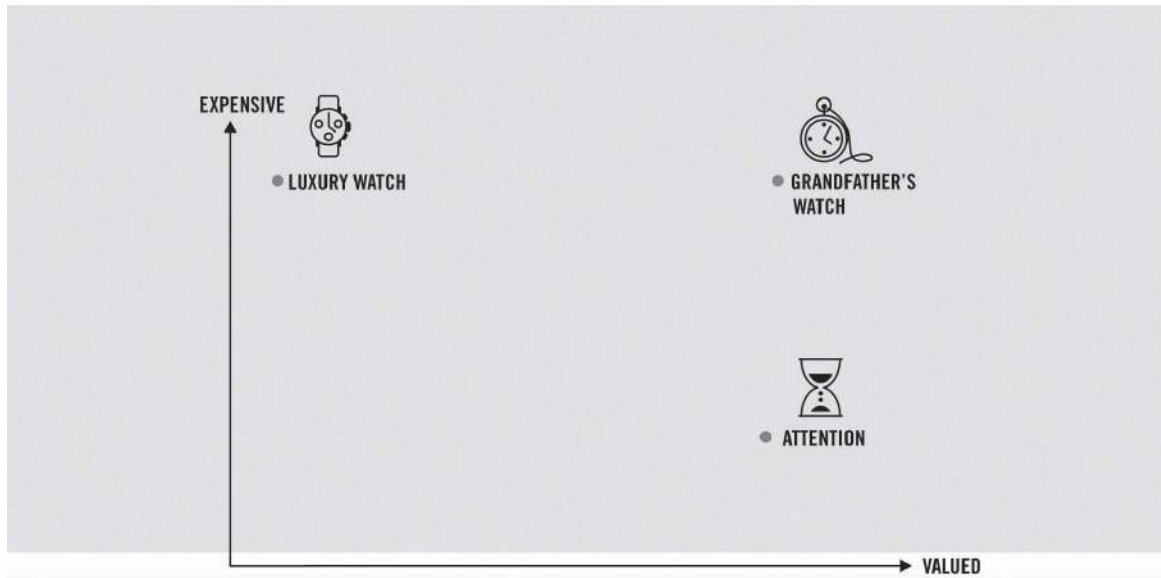 EXPENSIVE
LUXURY WATCH
GRANDFATHER'S
WATCH
ATTENTION
VALUED